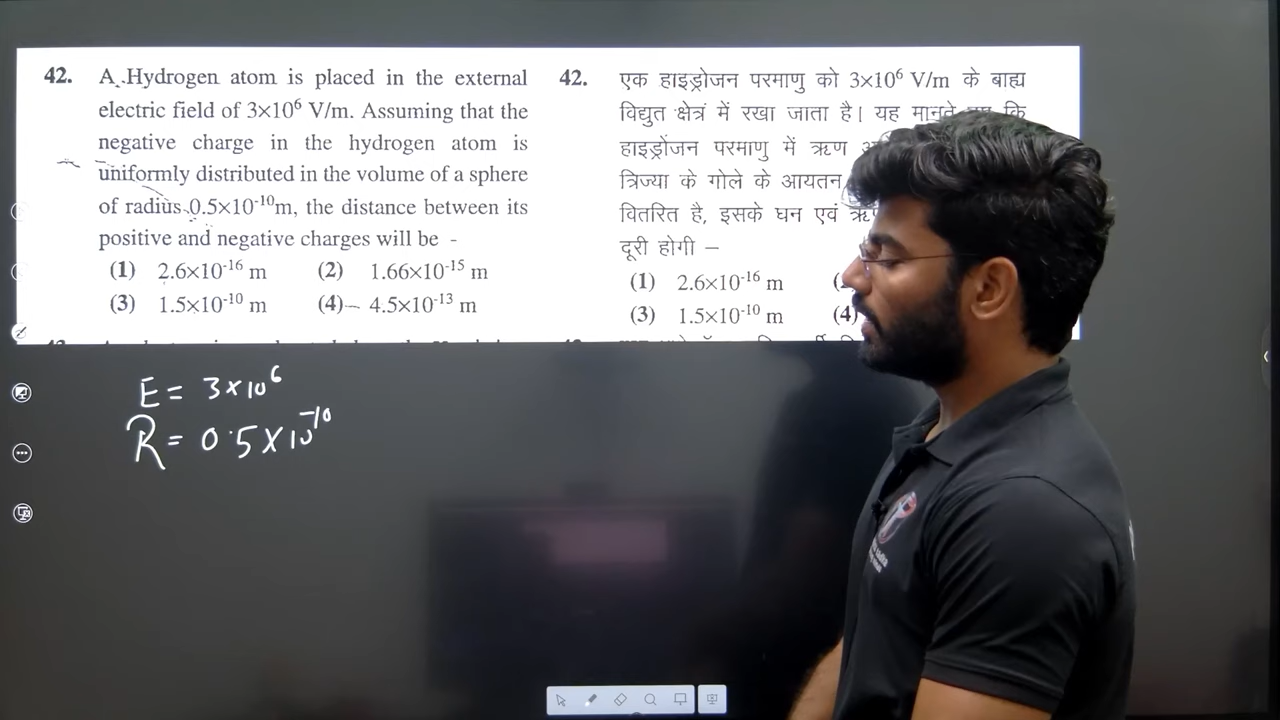 42. A Hydrogen atom is placed in the external
electric field of 3×10⁶ V/m. Assuming that the
negative charge in the hydrogen atom is
uniformly distributed in the volume of a sphere
of radius 0.5×10⁻¹⁰m, the distance between its
positive and negative charges will be -
(1) 2.6×10⁻¹⁶ m (2) 1.66×10⁻¹⁵ m
(3) 1.5×10⁻¹⁰ m (4) 4.5×10⁻¹³ m
42. एक हाइड्रोजन परमाणु को 3×10⁶ V/m के बाह्य
विद्युत क्षेत्र में रखा जाता है। यह मानते कि
हाइड्रोजन परमाणु में ऋण
त्रिज्या के गोले के आयतन
वितरित है, इसके घन एवं
दूरी होगी –
(1) 2.6×10⁻¹⁶ m
(3) 1.5×10⁻¹⁰ m (4)
E = 3×10⁶
R = 0.5×10⁻¹⁰